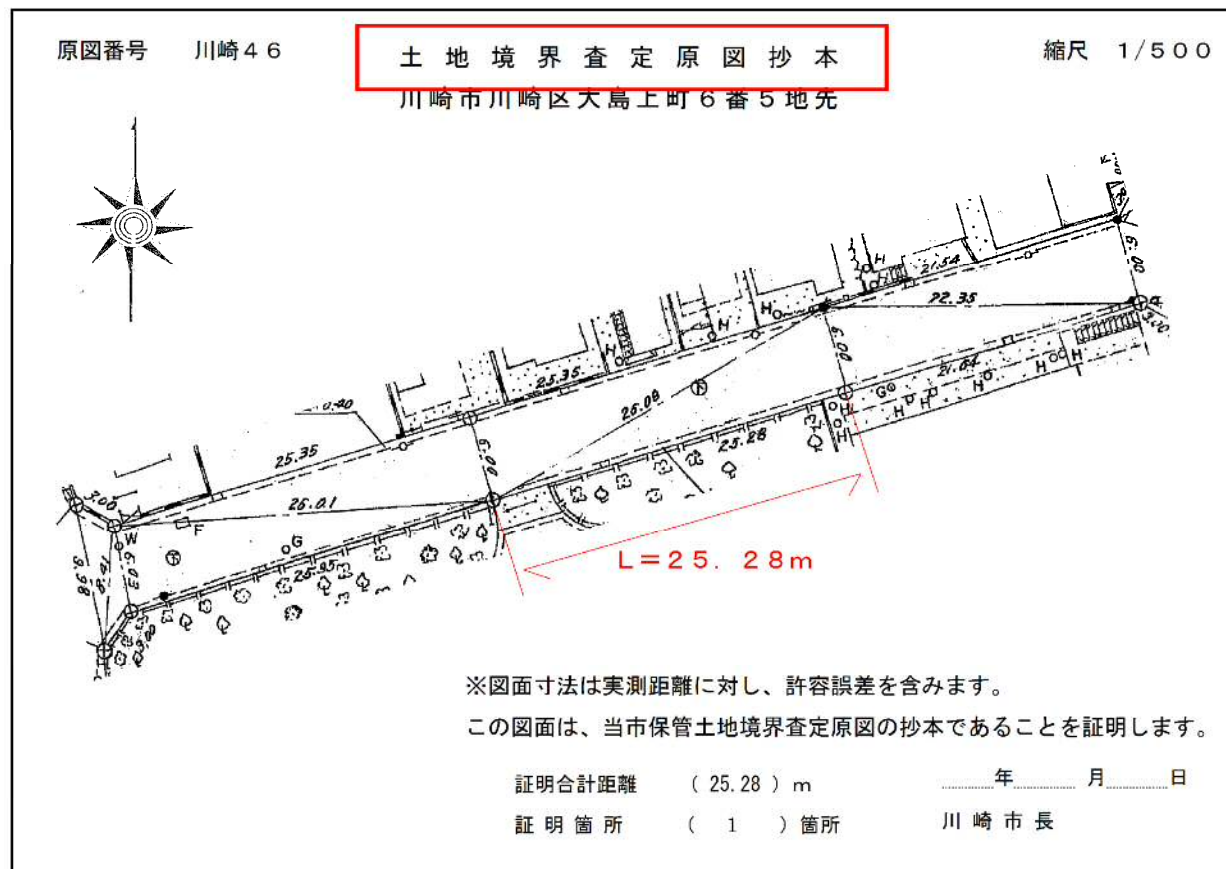 原図番号 川崎46
土地境界査定原図抄本
縮尺 1/500
川崎市川崎区大島上町6番5地先
6.00
21.54
22.35
H
H
H
H
6.00
21.64
25.35
25.08
G
H
H
H
H
H
H
H
25.28
25.35
6.00
26.01
3.00
W
F
G
6.03
25.95
9.98
L=25.28m
※図面寸法は実測距離に対し、許容誤差を含みます。
この図面は、当市保管土地境界査定原図の抄本であることを証明します。
証明合計距離 (25.28)m
年 月 日
証明箇所 ( 1 )箇所
川崎市長